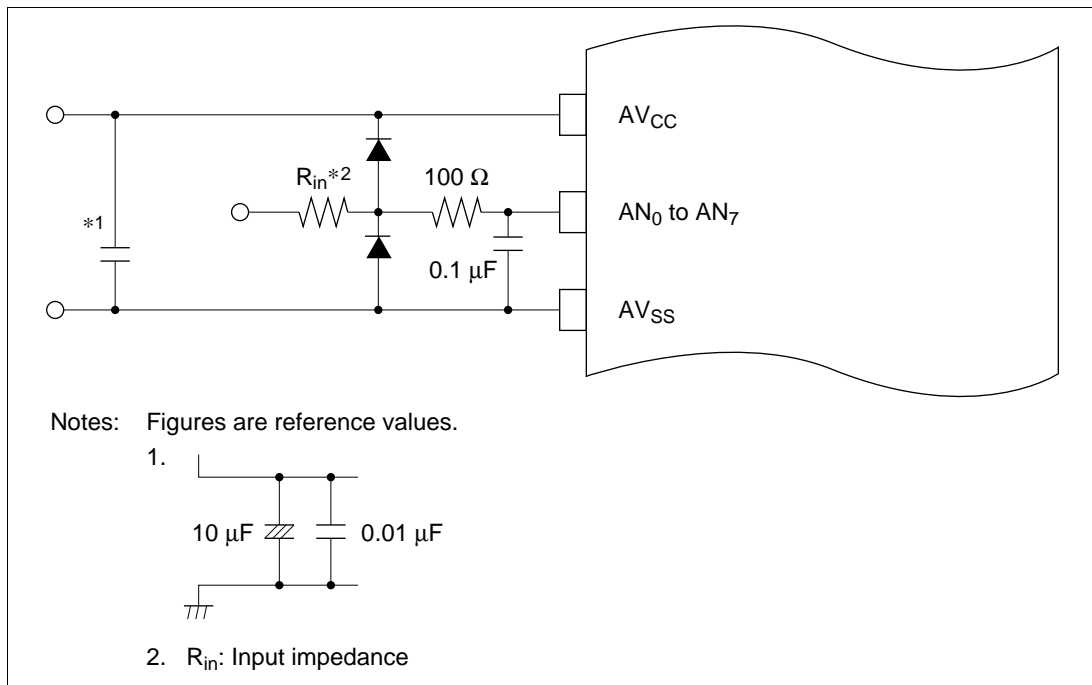 AVCC
Rin*2
100 Ω
*1
AN0 to AN7
0.1 μF
AVSS
Notes: Figures are reference values.
1.
10 μF
0.01 μF
2. Rin: Input impedance